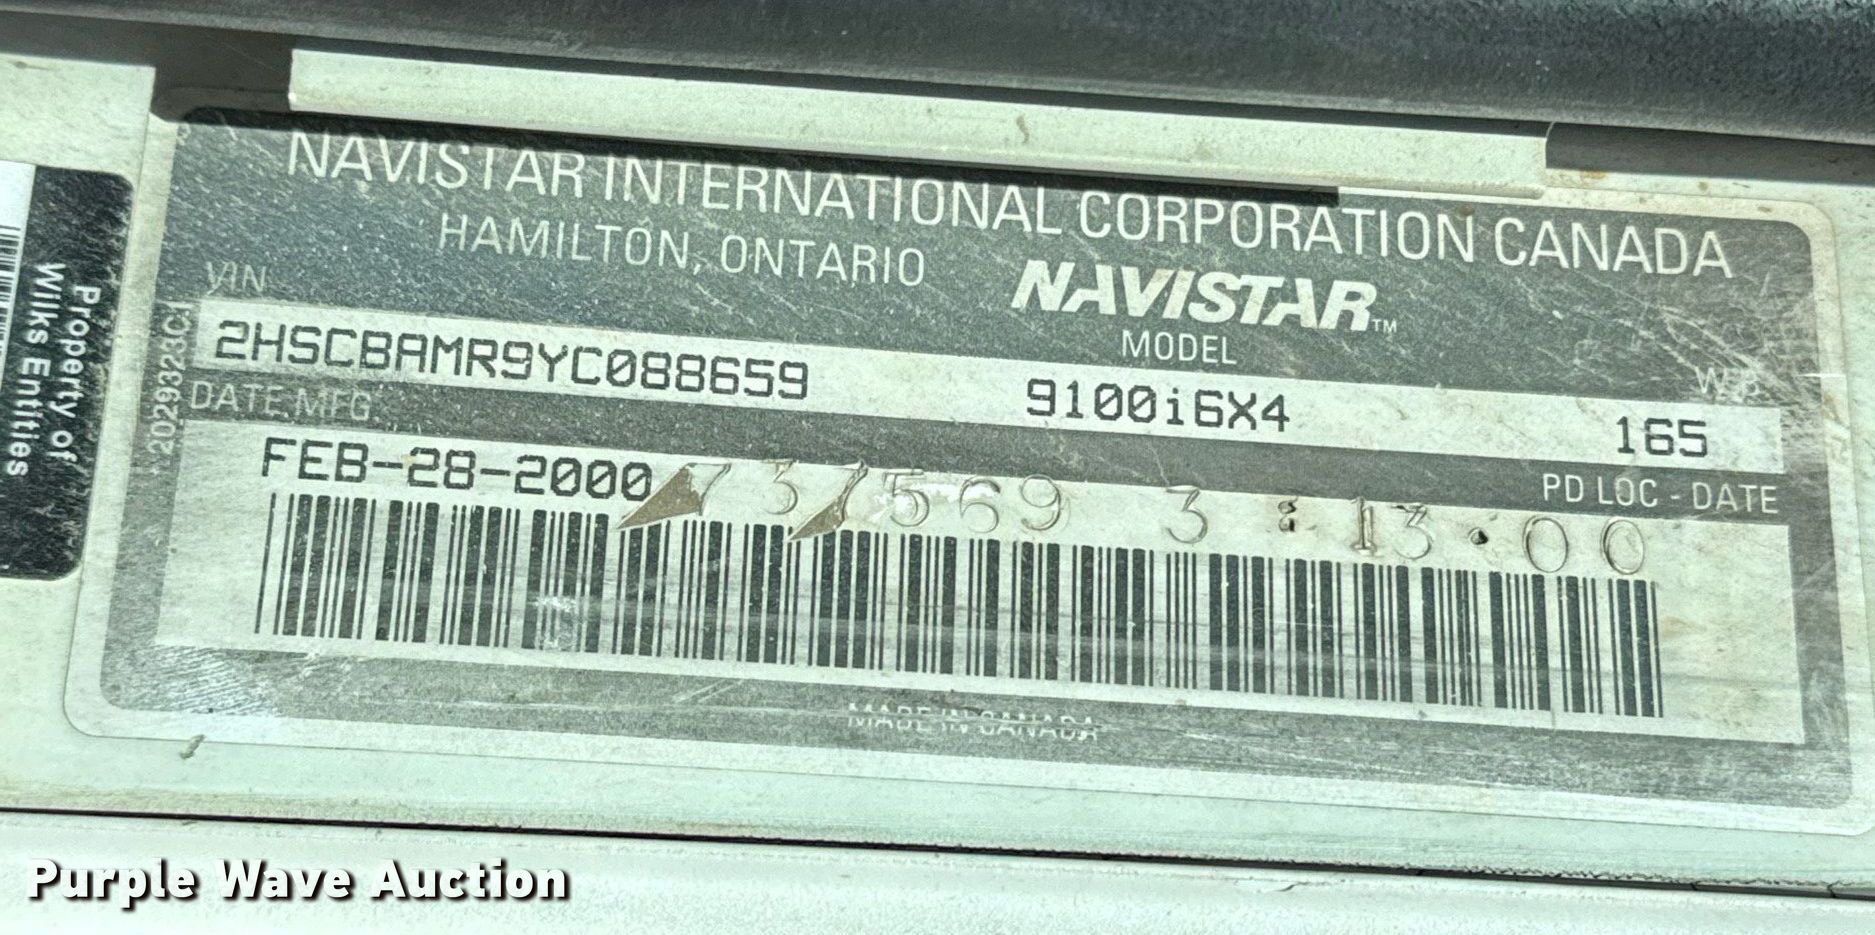 NAVISTAR INTERNATIONAL CORPORATION CANADA
HAMILTON, ONTARIO
NAVISTAR™
VIN
MODEL
W.B.
2HSCBAMR9YC088659
9100i6X4
165
DATE MFG
PD LOC - DATE
FEB-28-2000
737569 3 : 13.00
MADE IN CANADA
2029323C1
Property of
Wilks Entities
Purple Wave Auction